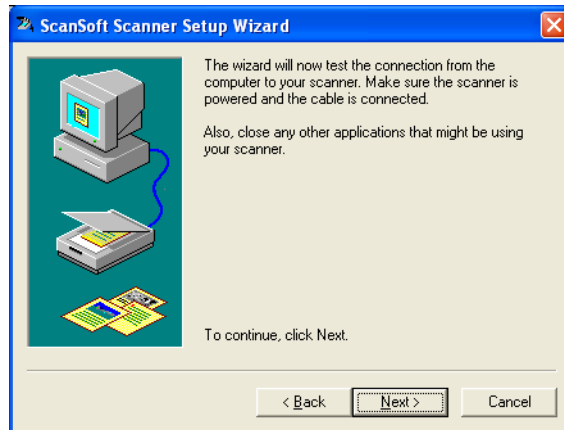 ScanSoft Scanner Setup Wizard
The wizard will now test the connection from the
computer to your scanner. Make sure the scanner is
powered and the cable is connected.
Also, close any other applications that might be using
your scanner.
To continue, click Next.
< Back Next > Cancel